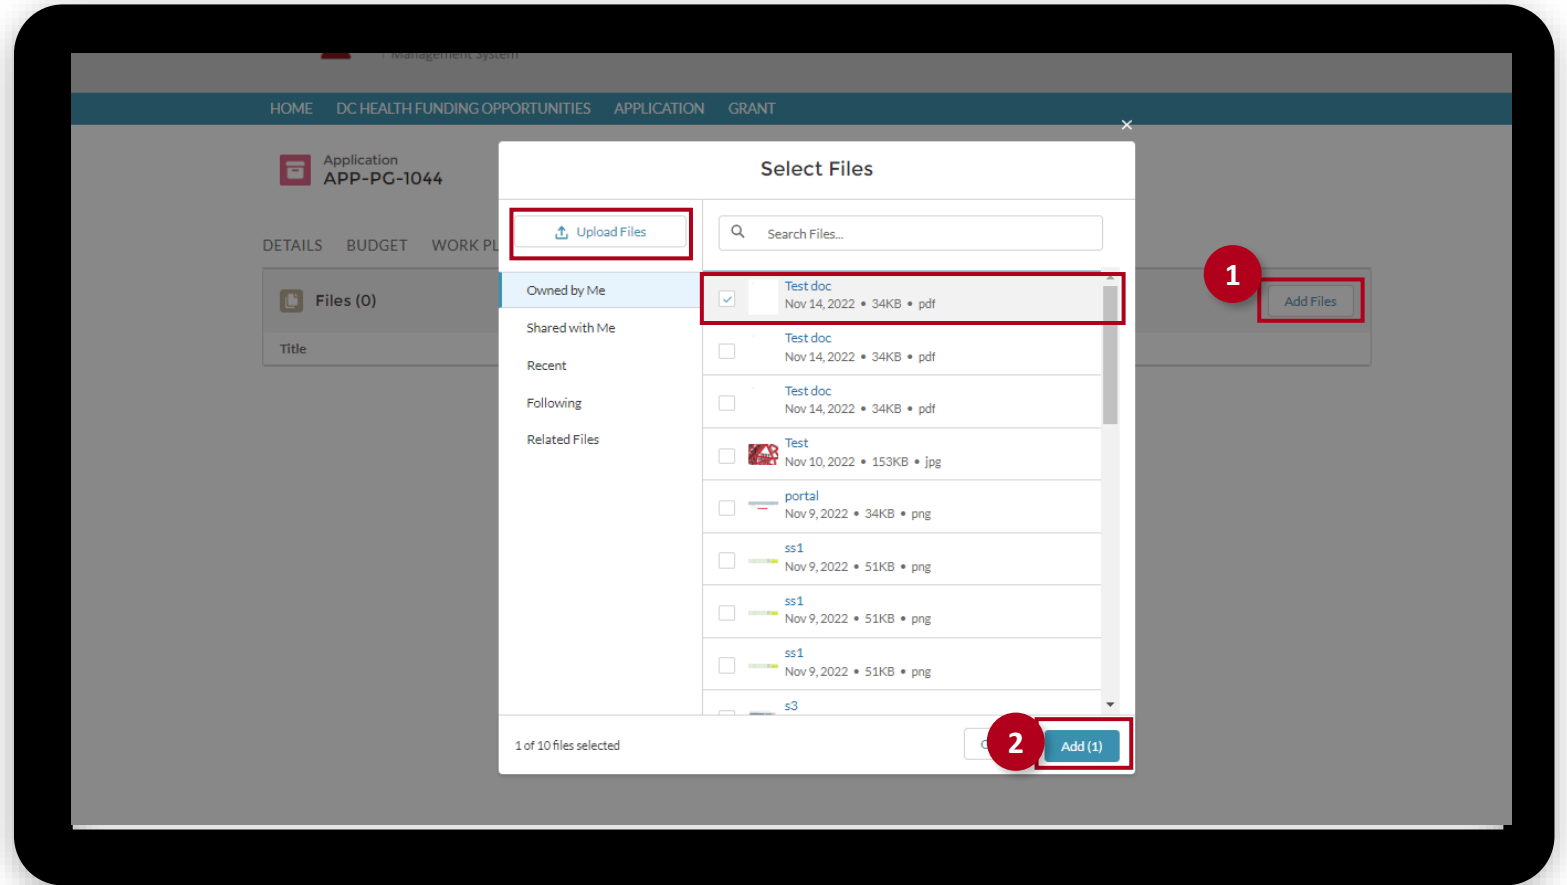 Management System
HOME DC HEALTH FUNDING OPPORTUNITIES APPLICATION GRANT
Application
APP-PG-1044
DETAILS BUDGET WORK PL
Files (0)
Add Files
Title
1
Select Files
Upload Files
Search Files...
Owned by Me
Shared with Me
Recent
Following
Related Files
Test doc
Nov 14, 2022 • 34KB • pdf
Test doc
Nov 14, 2022 • 34KB • pdf
Test doc
Nov 14, 2022 • 34KB • pdf
Test
Nov 10, 2022 • 153KB • jpg
portal
Nov 9, 2022 • 34KB • png
ss1
Nov 9, 2022 • 51KB • png
ss1
Nov 9, 2022 • 51KB • png
ss1
Nov 9, 2022 • 51KB • png
s3
1 of 10 files selected
2
Add (1)